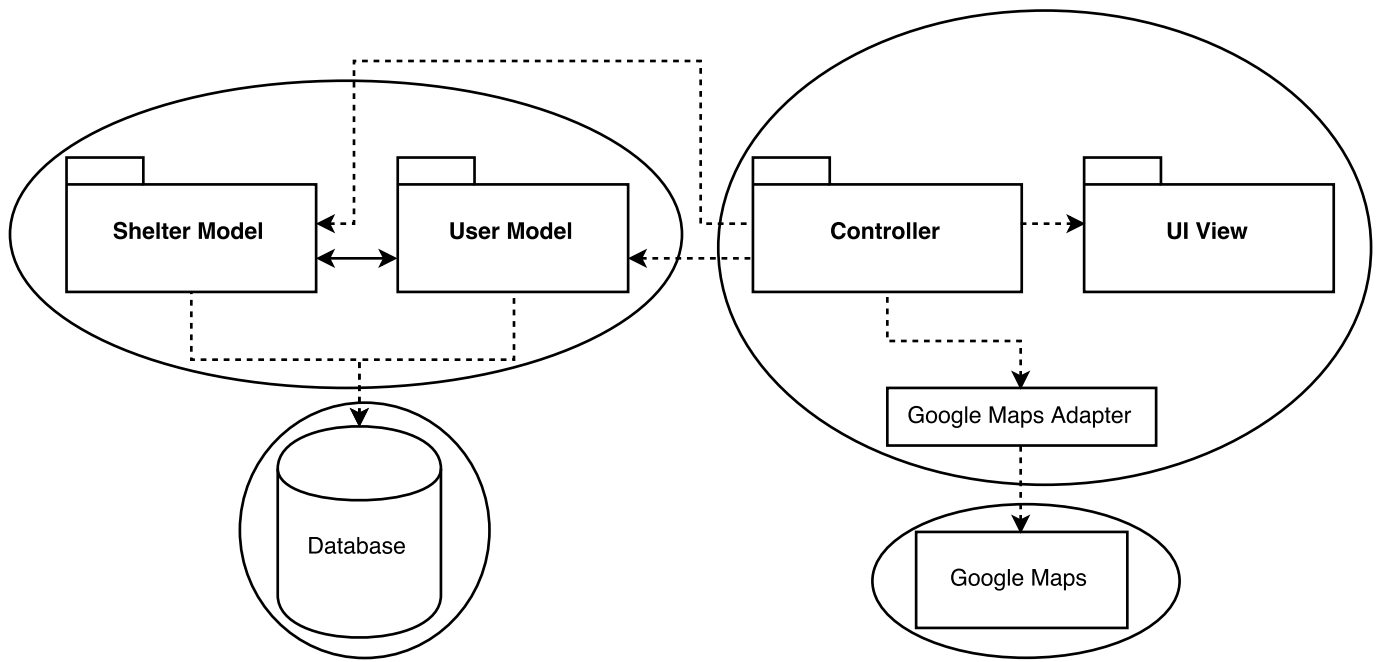 Shelter Model
User Model
Controller
UI View
Google Maps Adapter
Database
Google Maps